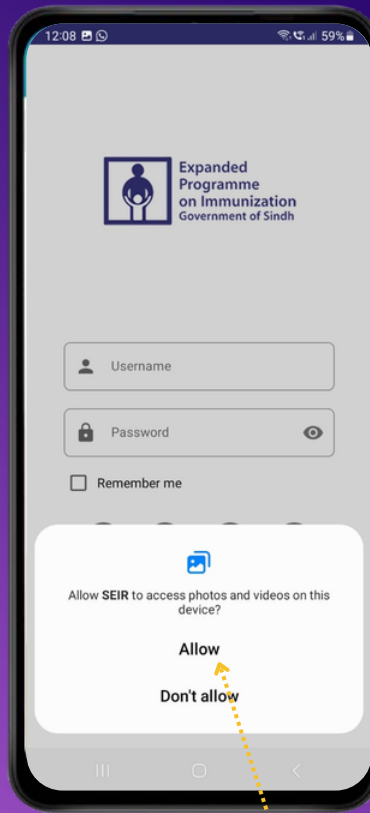 12:08 59%
Expanded
Programme
on Immunization
Government of Sindh
Username
Password
Remember me
Allow SEIR to access photos and videos on this
device?
Allow
Don't allow